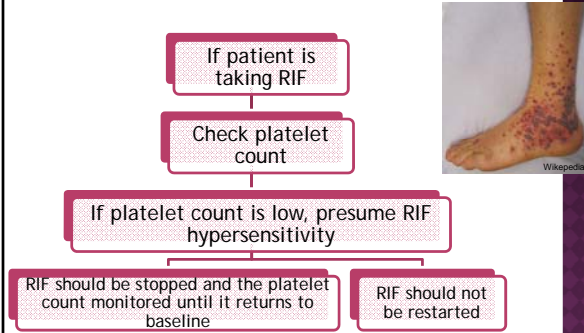 If patient is
taking RIF
Check platelet
count
Wikepedia
If platelet count is low, presume RIF
hypersensitivity
RIF should be stopped and the platelet
count monitored until it returns to
baseline
RIF should not
be restarted